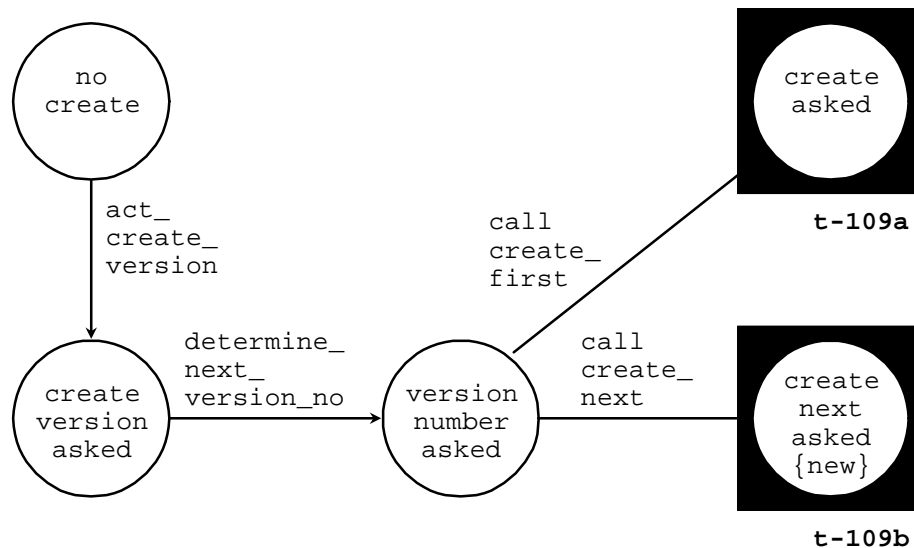 no
create
create
asked
t-109a
act_
create_
version
call
create_
first
determine_
next_
version_no
call
create_
next
create
version
asked
version
number
asked
create
next
asked
{new}
t-109b